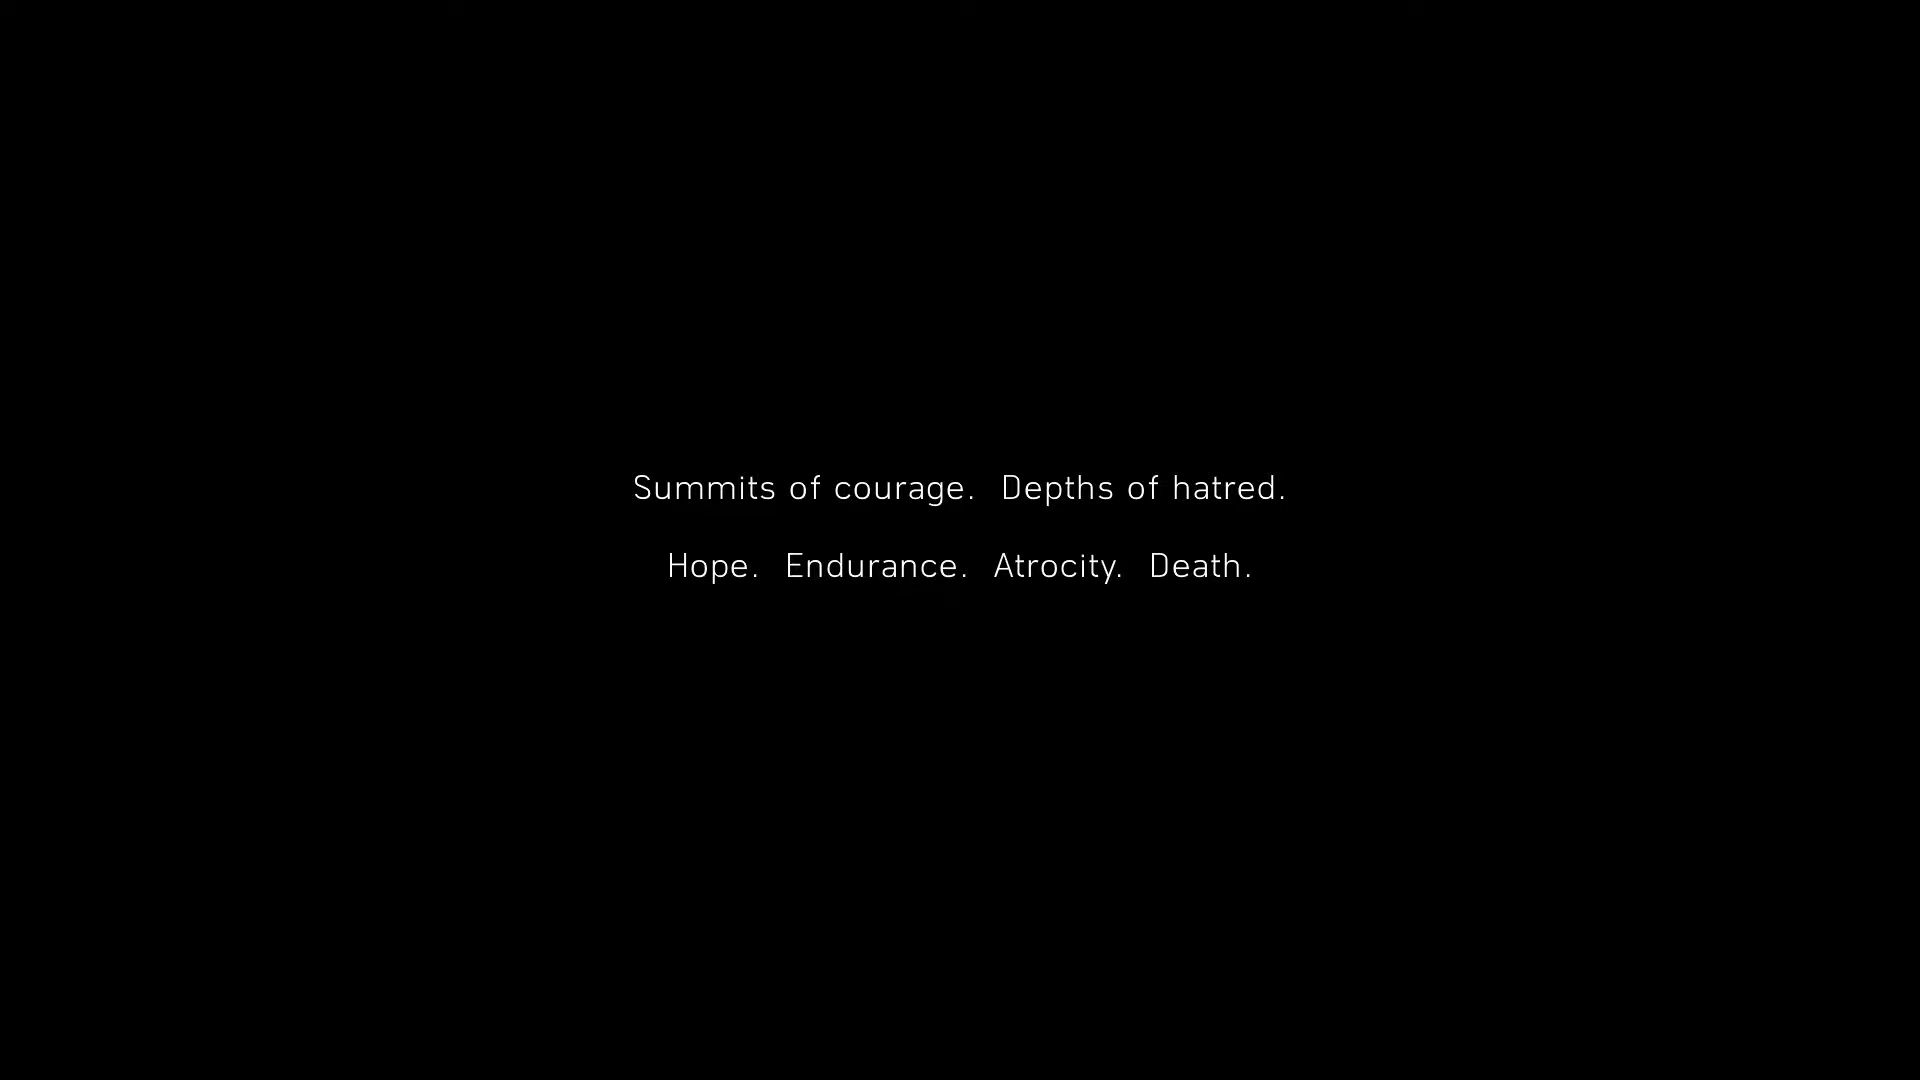 Summits of courage. Depths of hatred.
Hope. Endurance. Atrocity. Death.